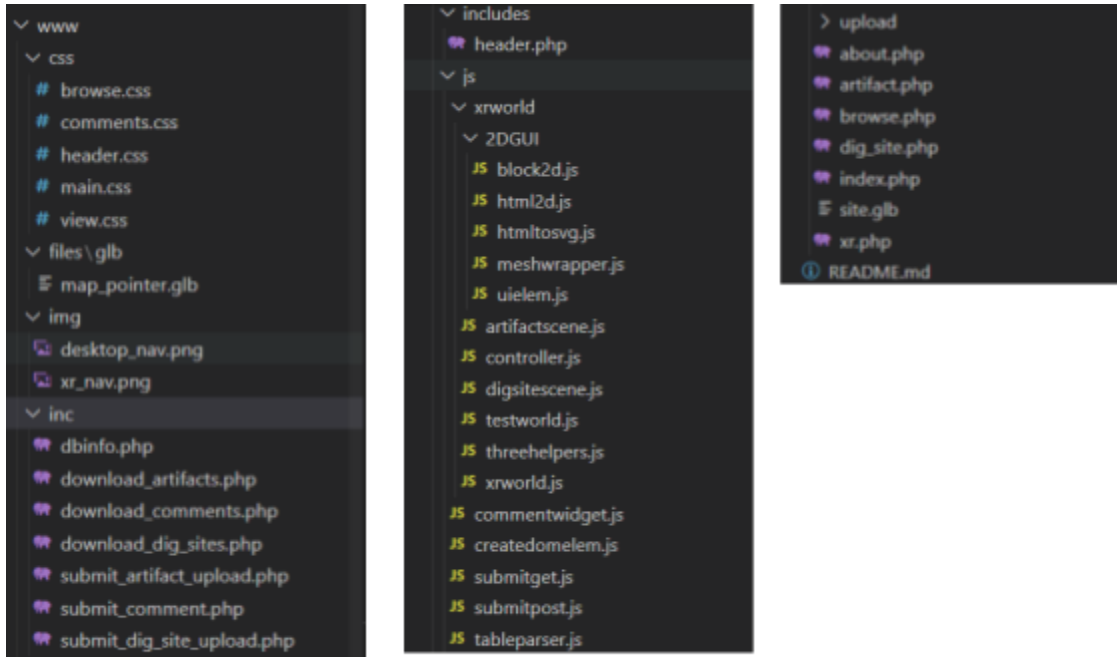 www
css
browse.css
comments.css
header.css
main.css
view.css
files\glb
map_pointer.glb
img
desktop_nav.png
xr_nav.png
inc
dbinfo.php
download_artifacts.php
download_comments.php
download_dig_sites.php
submit_artifact_upload.php
submit_comment.php
submit_dig_site_upload.php
includes
header.php
js
xrworld
2DGUI
JS block2d.js
JS html2d.js
JS htmltosvg.js
JS meshwrapper.js
JS uielem.js
JS artifactscene.js
JS controller.js
JS digsitescene.js
JS testworld.js
JS threehelpers.js
JS xrworld.js
JS commentwidget.js
JS createdomelem.js
JS submitget.js
JS submitpost.js
JS tableparser.js
upload
about.php
artifact.php
browse.php
dig_site.php
index.php
site.glb
xr.php
README.md